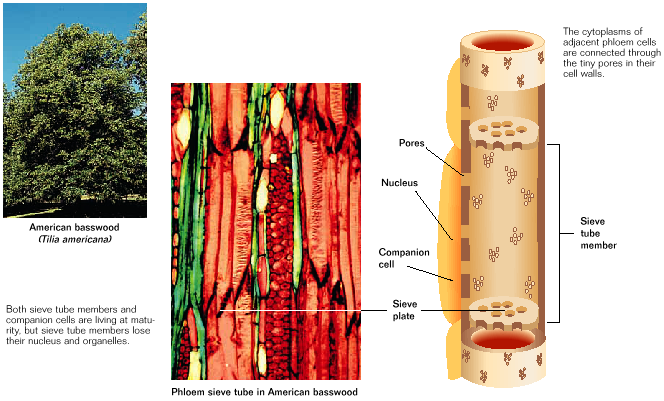 The cytoplasms of
adjacent phloem cells
are connected through
the tiny pores in their
cell walls.
Pores
Nucleus
American basswood
(Tilia americana)
Sieve
tube
member
Companion
cell
Both sieve tube members and
companion cells are living at matu-
rity, but sieve tube members lose
their nucleus and organelles.
Sieve
plate
Phloem sieve tube in American basswood